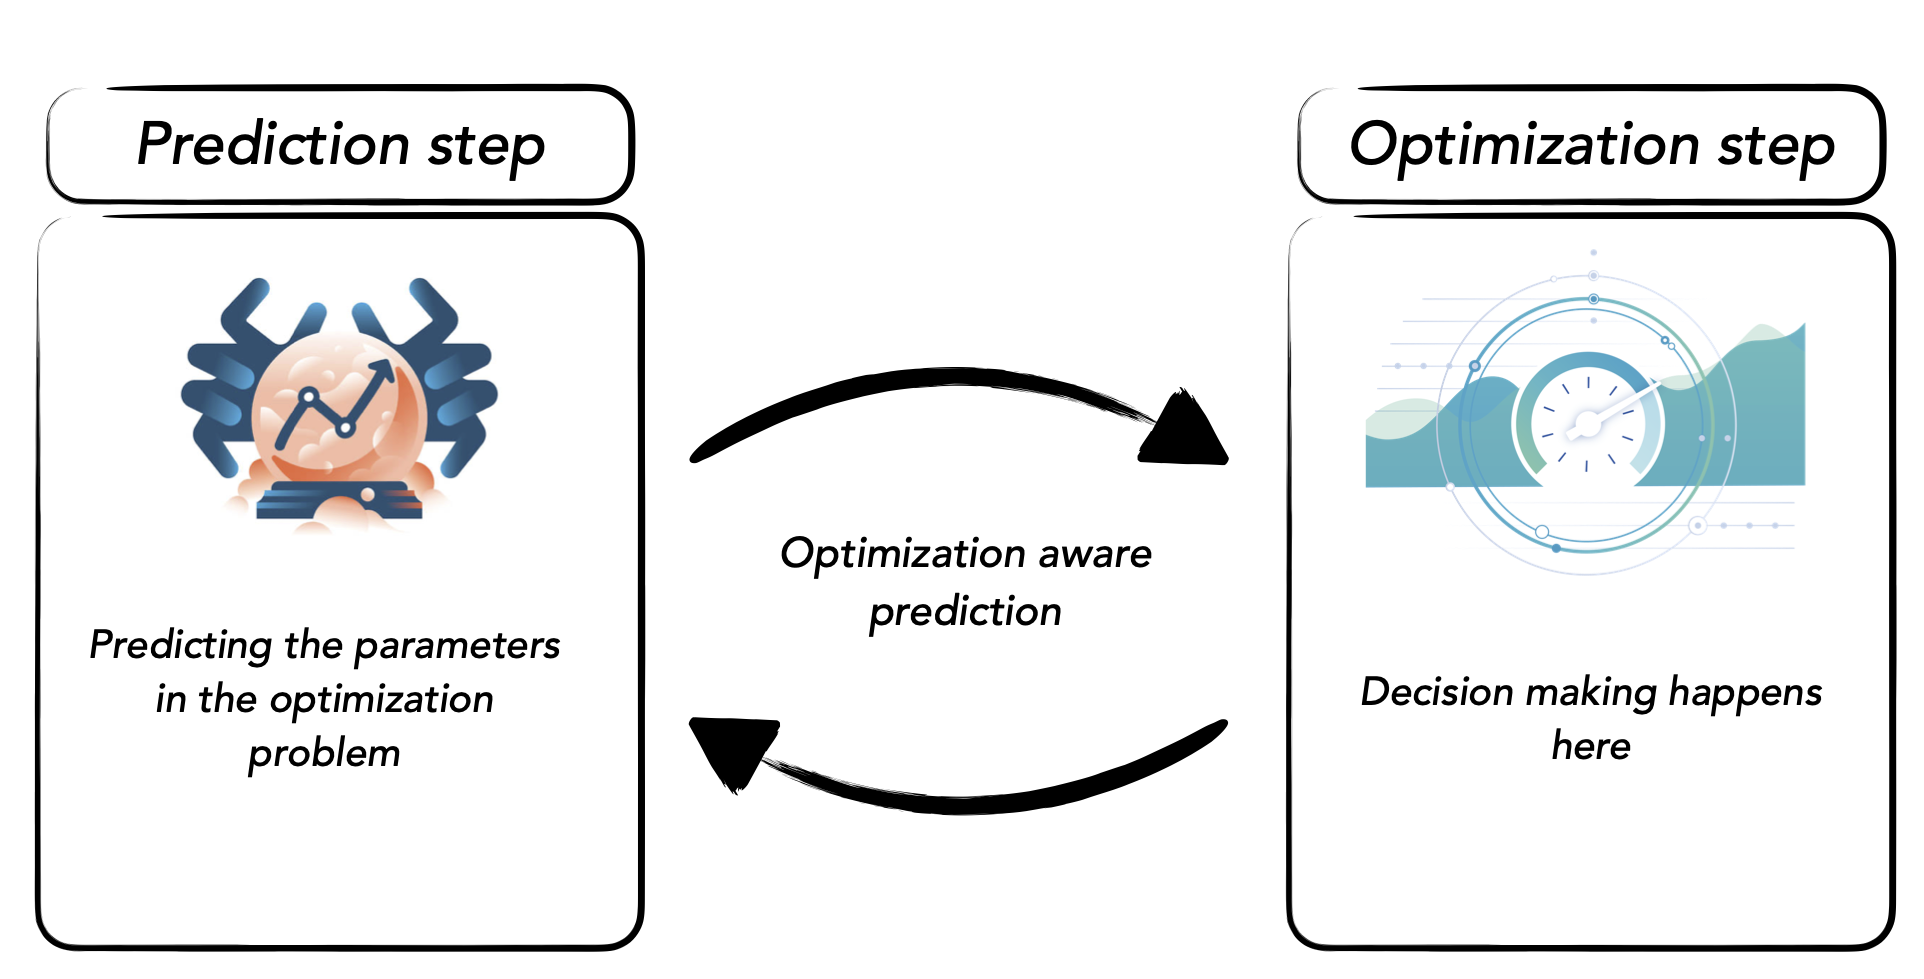 Prediction step
Predicting the parameters
in the optimization
problem
Optimization aware
prediction
Optimization step
Decision making happens
here